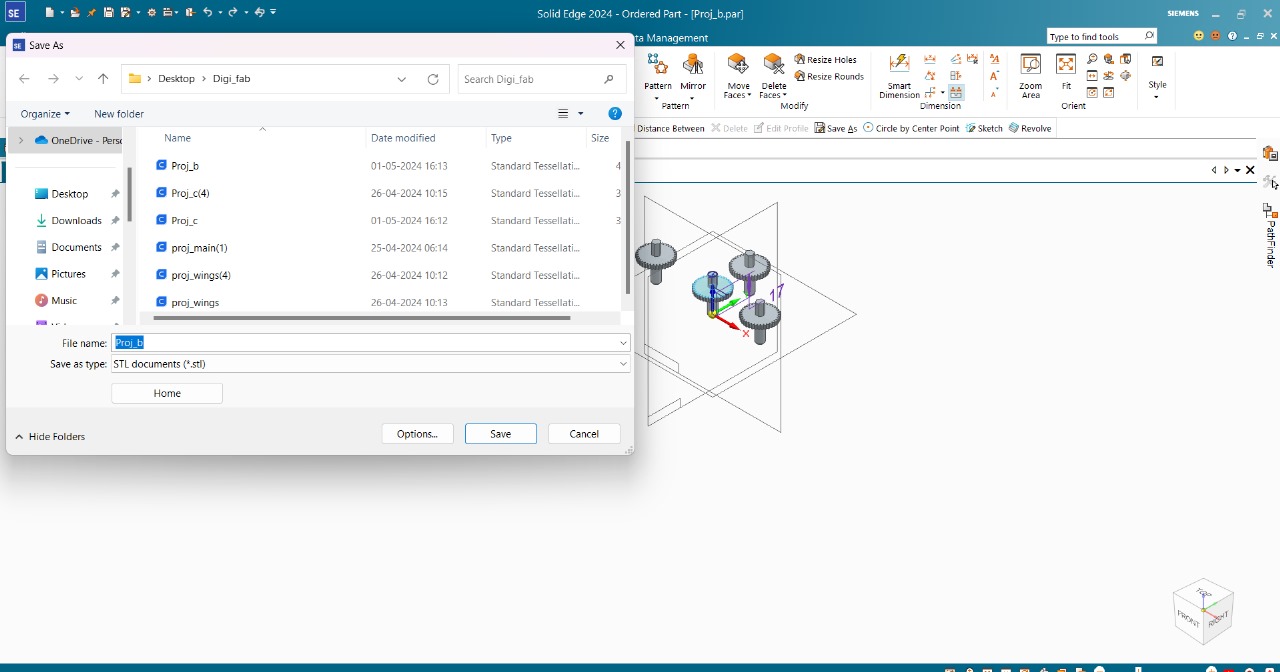 SE
Solid Edge 2024 - Ordered Part - [Proj_b.par]
SIEMENS
SE Save As
ta Management
Type to find tools
Desktop
Digi_fab
Search Digi_fab
Organize
New folder
Pattern
Mirror
Pattern
Move Faces
Delete Faces
Resize Holes
Resize Rounds
Modify
Smart Dimension
Dimension
Zoom Area
Fit
Orient
Style
Distance Between
Delete
Edit Profile
Save As
Circle by Center Point
Sketch
Revolve
OneDrive - Perso
Desktop
Downloads
Documents
Pictures
Music
Name Date modified Type Size
Proj_b 01-05-2024 16:13 Standard Tessellati... 4
Proj_c(4) 26-04-2024 10:15 Standard Tessellati... 3
Proj_c 01-05-2024 16:12 Standard Tessellati... 3
proj_main(1) 25-04-2024 06:14 Standard Tessellati...
proj_wings(4) 26-04-2024 10:12 Standard Tessellati...
proj_wings 26-04-2024 10:13 Standard Tessellati...
File name: Proj_b
Save as type: STL documents (*.stl)
Home
Hide Folders
Options...
Save
Cancel
PathFinder
17
X
TOP
FRONT
RIGHT